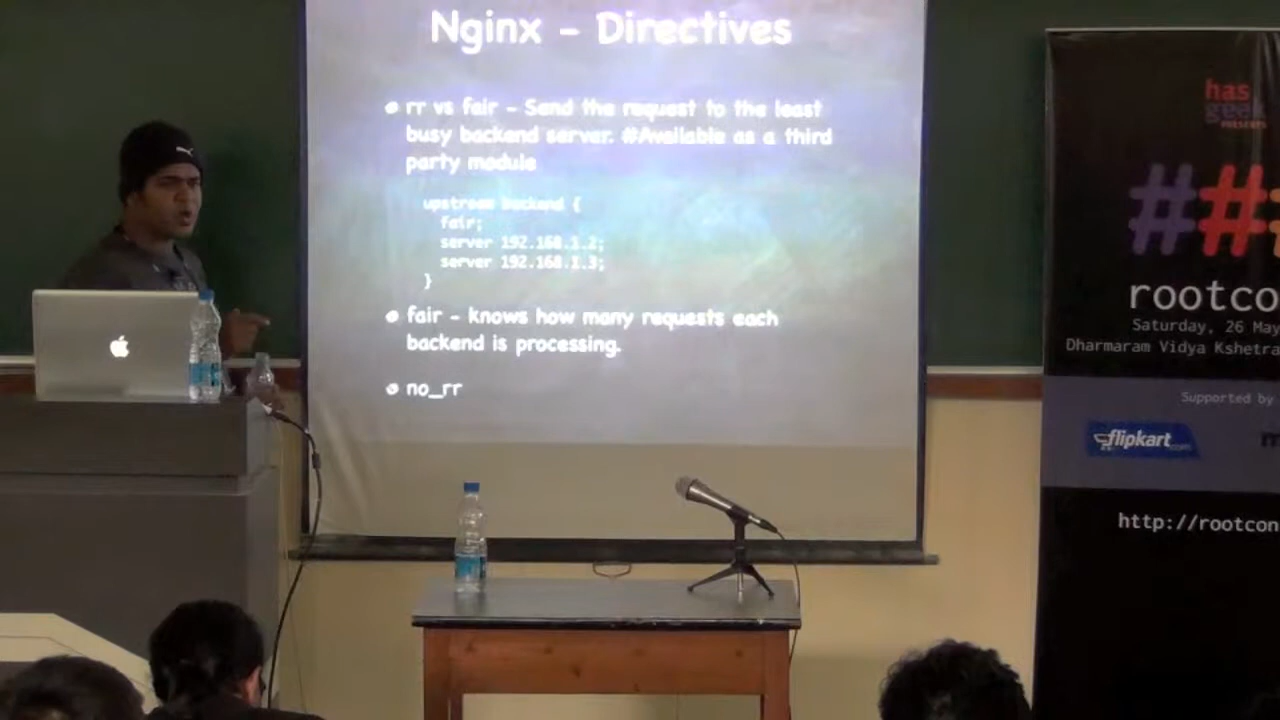 Nginx - Directives
rr vs fair - Send the request to the least
busy backend server. #Available as a third
party module
upstream backend {
fair;
server 192.168.1.2;
server 192.168.1.3;
}
fair - knows how many requests each
backend is processing.
no_rr
has
geek
##
rootco
Saturday, 26 May
Dharmaram Vidya Kshetra
Supported by
flipkart.com
http://rootcon